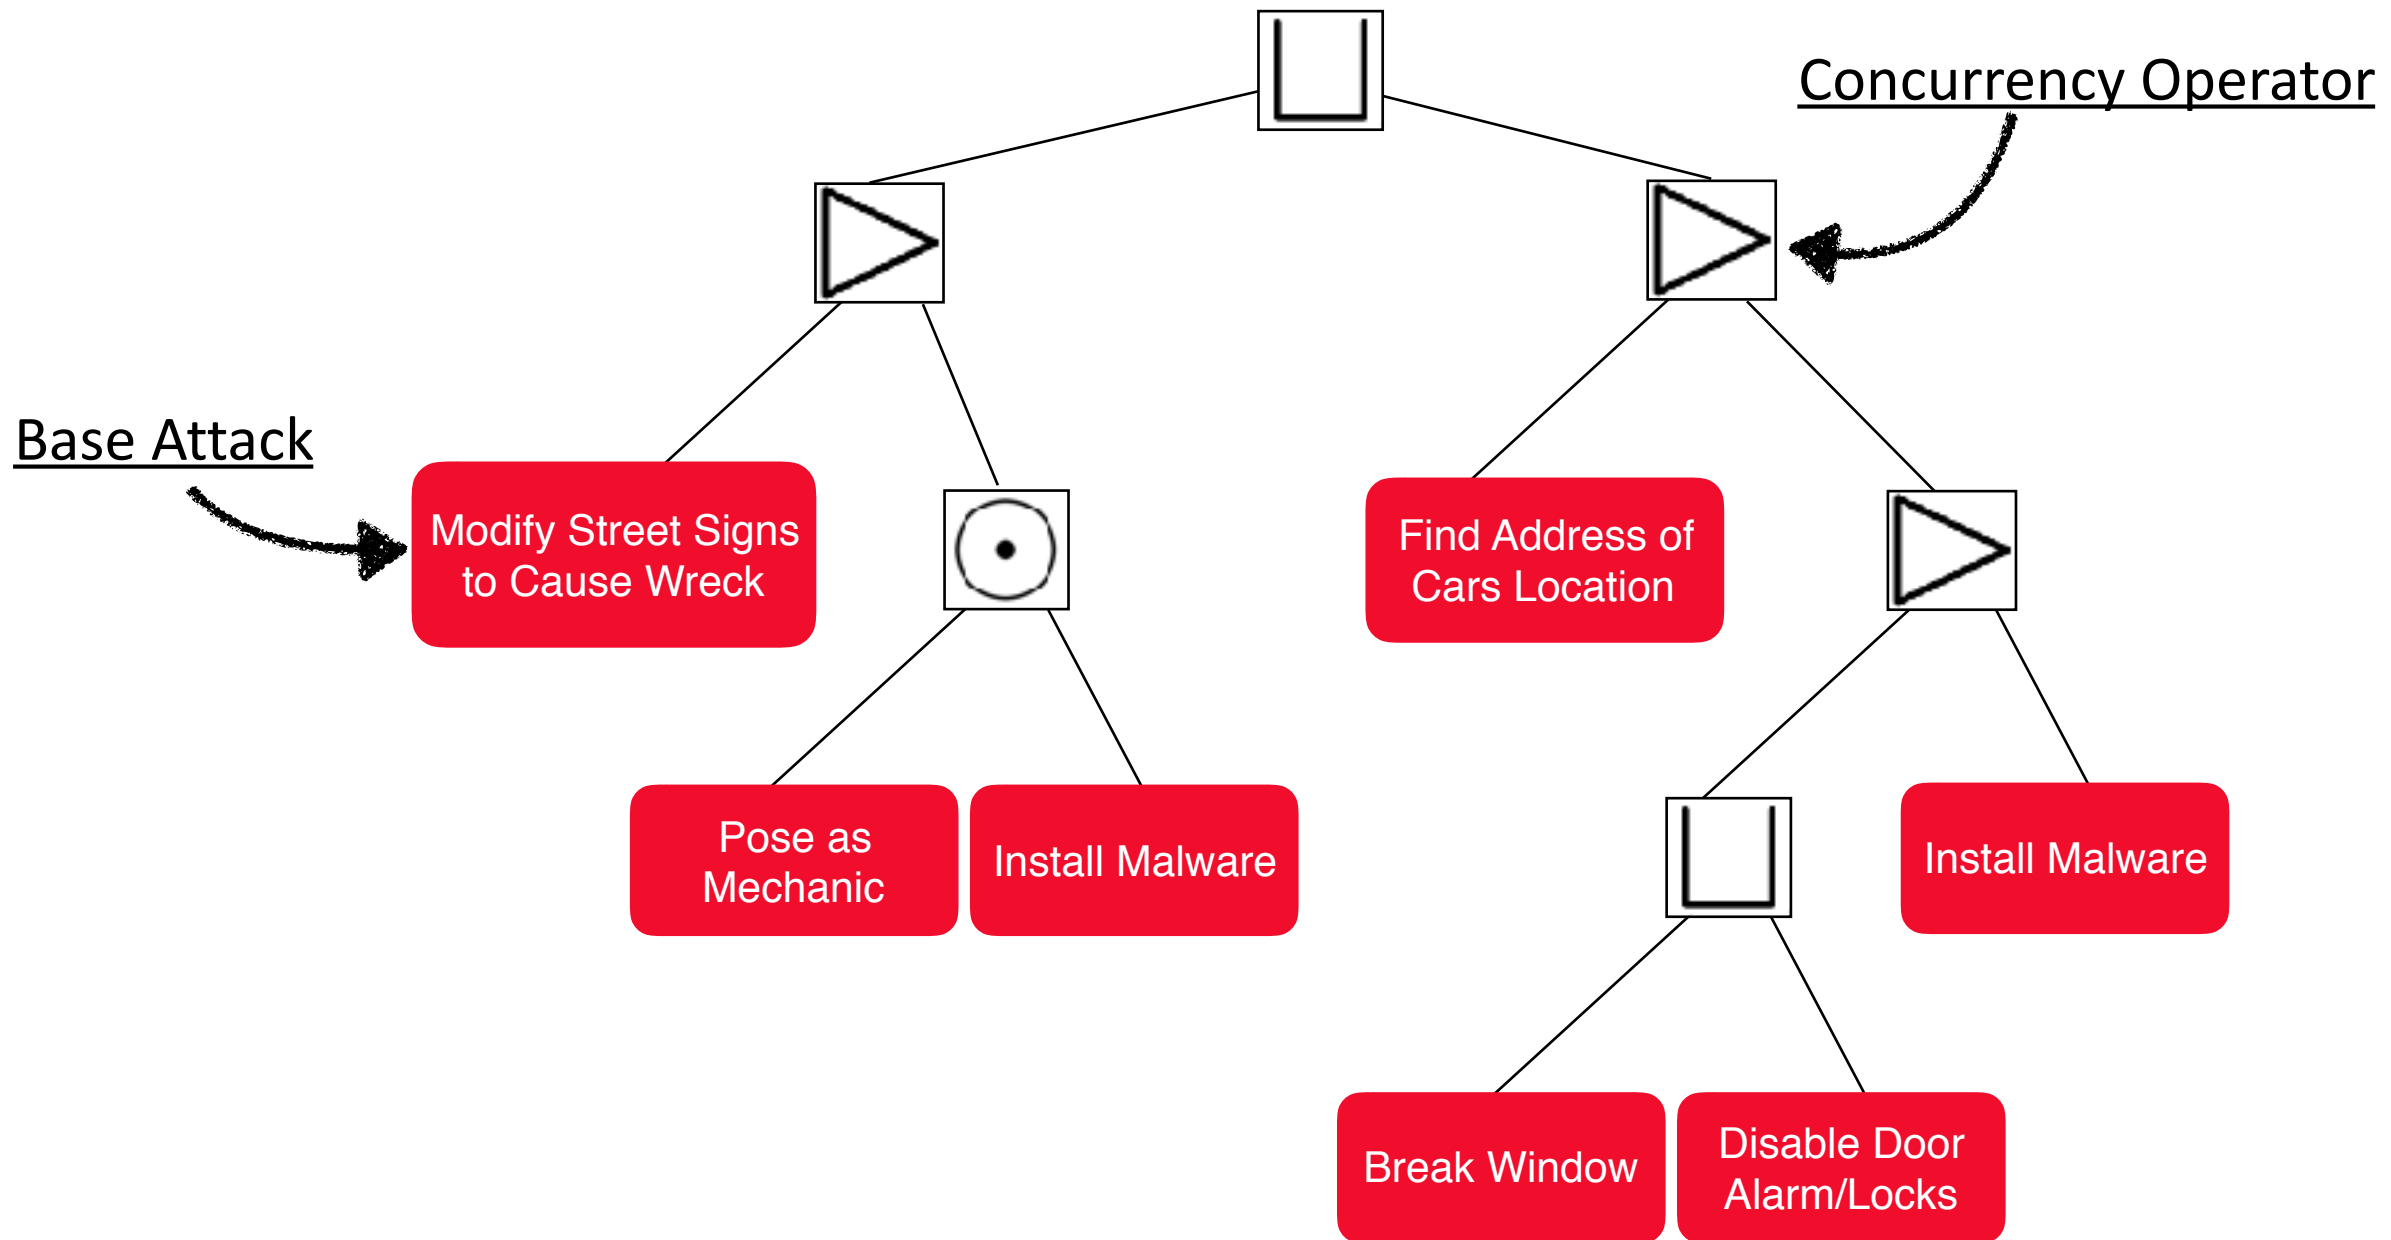 Concurrency Operator
Base Attack
Modify Street Signs
to Cause Wreck
Find Address of
Cars Location
Pose as
Mechanic
Install Malware
Install Malware
Break Window
Disable Door
Alarm/Locks